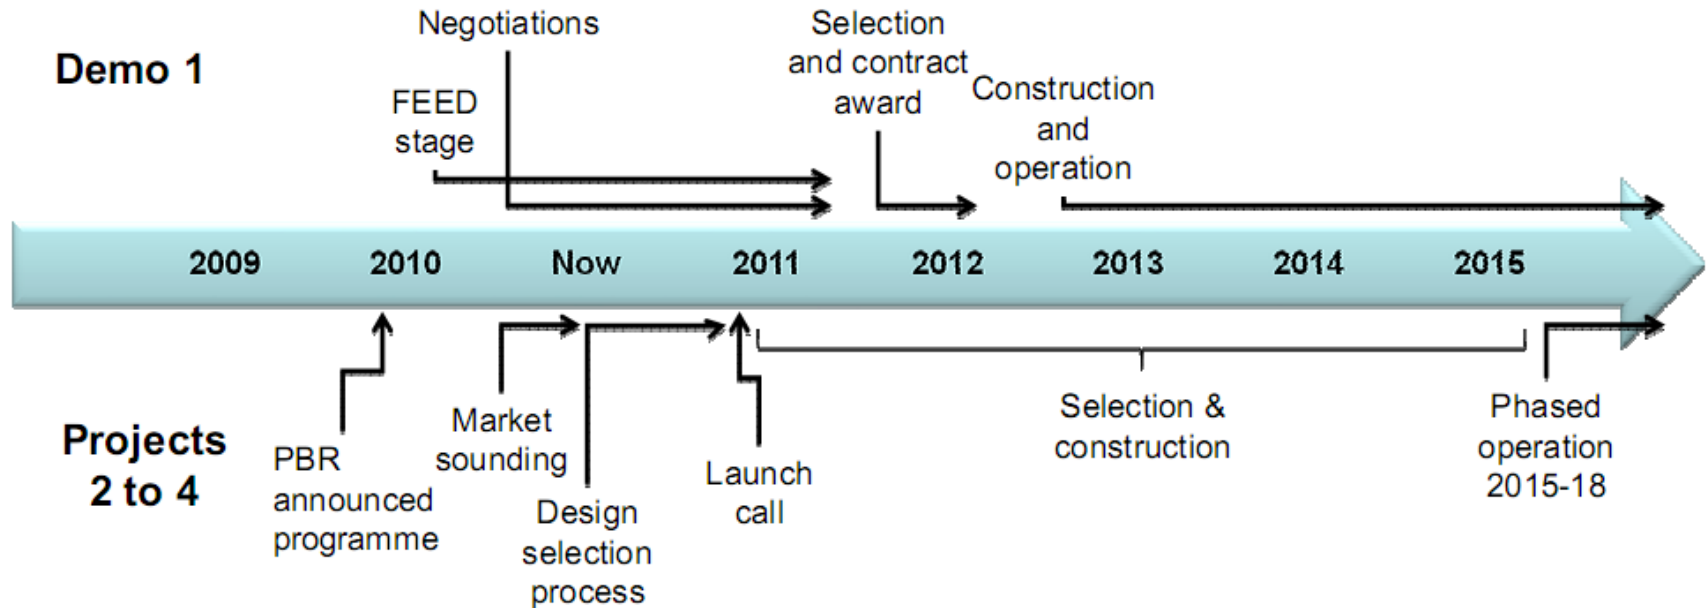 Demo 1
Negotiations
FEED
stage
Selection
and contract
award
Construction
and
operation
2009
2010
Now
2011
2012
2013
2014
2015
Projects
2 to 4
PBR
announced
programme
Market
sounding
Design
selection
process
Launch
call
Selection &
construction
Phased
operation
2015-18